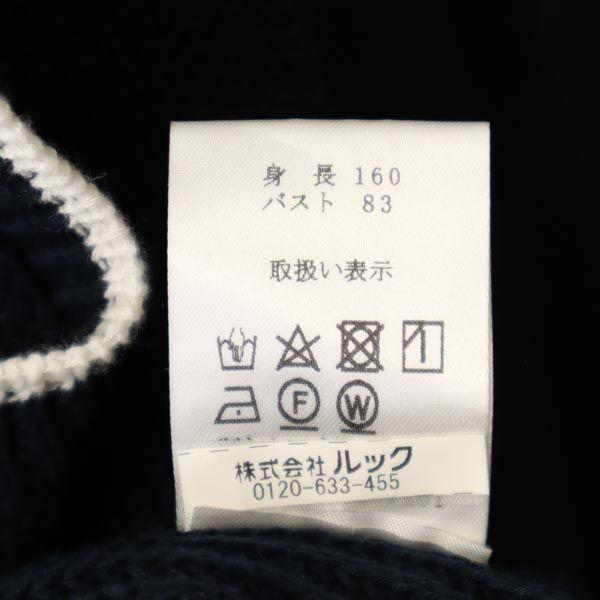 身長 160
バスト 83
取扱い表示
F W
株式会社 ルック
0120-633-455